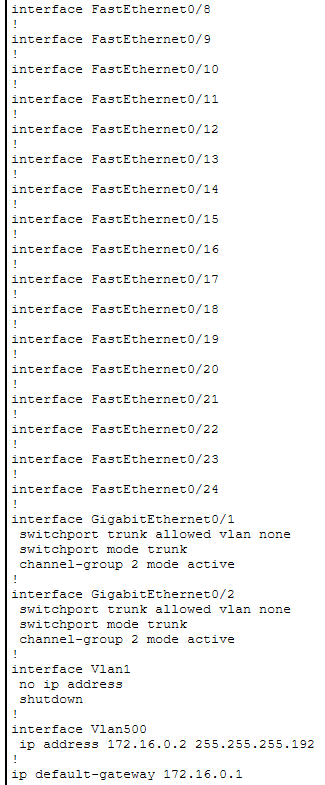 interface FastEthernet0/8
!
interface FastEthernet0/9
!
interface FastEthernet0/10
!
interface FastEthernet0/11
!
interface FastEthernet0/12
!
interface FastEthernet0/13
!
interface FastEthernet0/14
!
interface FastEthernet0/15
!
interface FastEthernet0/16
!
interface FastEthernet0/17
!
interface FastEthernet0/18
!
interface FastEthernet0/19
!
interface FastEthernet0/20
!
interface FastEthernet0/21
!
interface FastEthernet0/22
!
interface FastEthernet0/23
!
interface FastEthernet0/24
!
interface GigabitEthernet0/1
 switchport trunk allowed vlan none
 switchport mode trunk
 channel-group 2 mode active
!
interface GigabitEthernet0/2
 switchport trunk allowed vlan none
 switchport mode trunk
 channel-group 2 mode active
!
interface Vlan1
 no ip address
 shutdown
!
interface Vlan500
 ip address 172.16.0.2 255.255.255.192
!
ip default-gateway 172.16.0.1